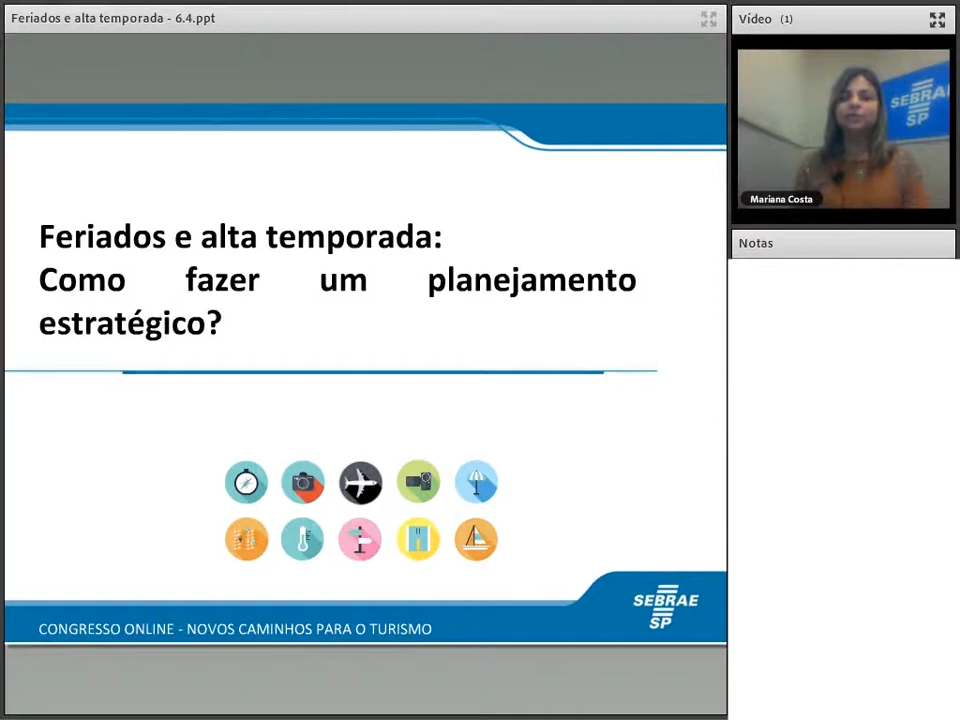 Feriados e alta temporada - 6.4.ppt
Vídeo (1)
SEBRAE
SP
Mariana Costa
Notas
Feriados e alta temporada:
Como fazer um planejamento
estratégico?
SEBRAE
SP
CONGRESSO ONLINE - NOVOS CAMINHOS PARA O TURISMO